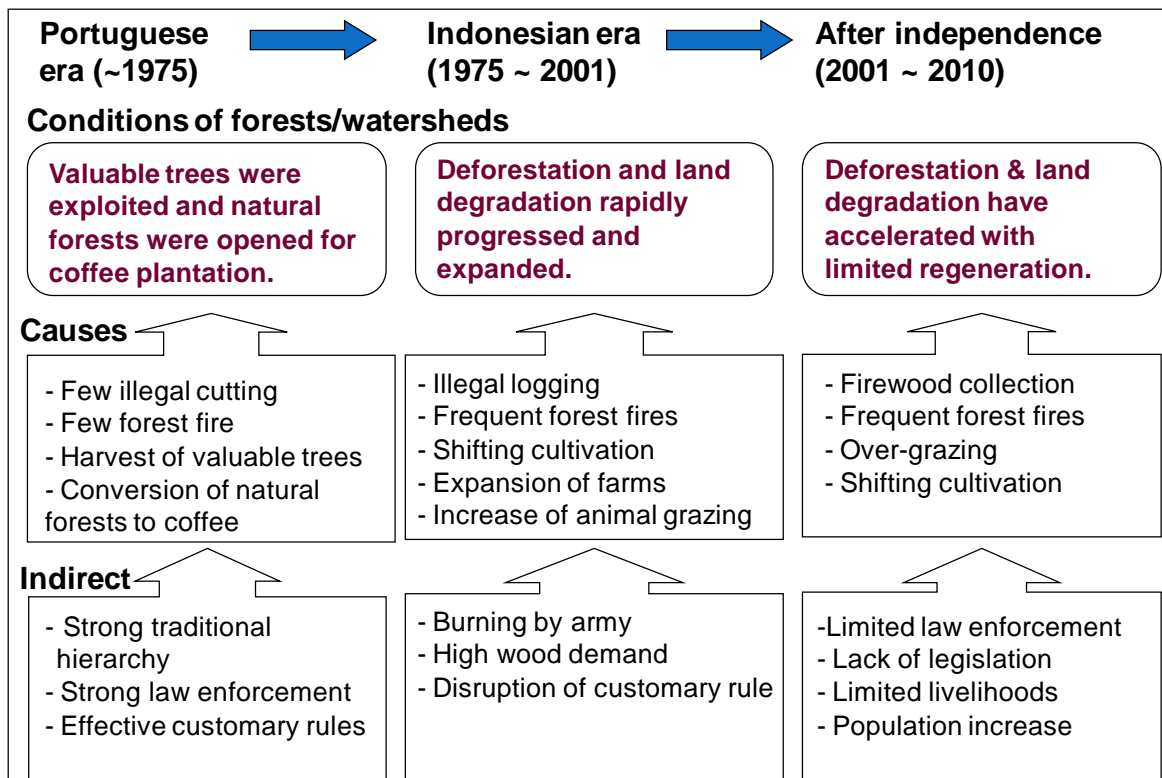 Portuguese
era (~1975)
Indonesian era
(1975 ~ 2001)
After independence
(2001 ~ 2010)
Conditions of forests/watersheds
Valuable trees were
exploited and natural
forests were opened for
coffee plantation.
Deforestation and land
degradation rapidly
progressed and
expanded.
Deforestation & land
degradation have
accelerated with
limited regeneration.
Causes
- Few illegal cutting
- Few forest fire
- Harvest of valuable trees
- Conversion of natural
forests to coffee
- Illegal logging
- Frequent forest fires
- Shifting cultivation
- Expansion of farms
- Increase of animal grazing
- Firewood collection
- Frequent forest fires
- Over-grazing
- Shifting cultivation
Indirect
- Strong traditional
hierarchy
- Strong law enforcement
- Effective customary rules
- Burning by army
- High wood demand
- Disruption of customary rule
-Limited law enforcement
- Lack of legislation
- Limited livelihoods
- Population increase